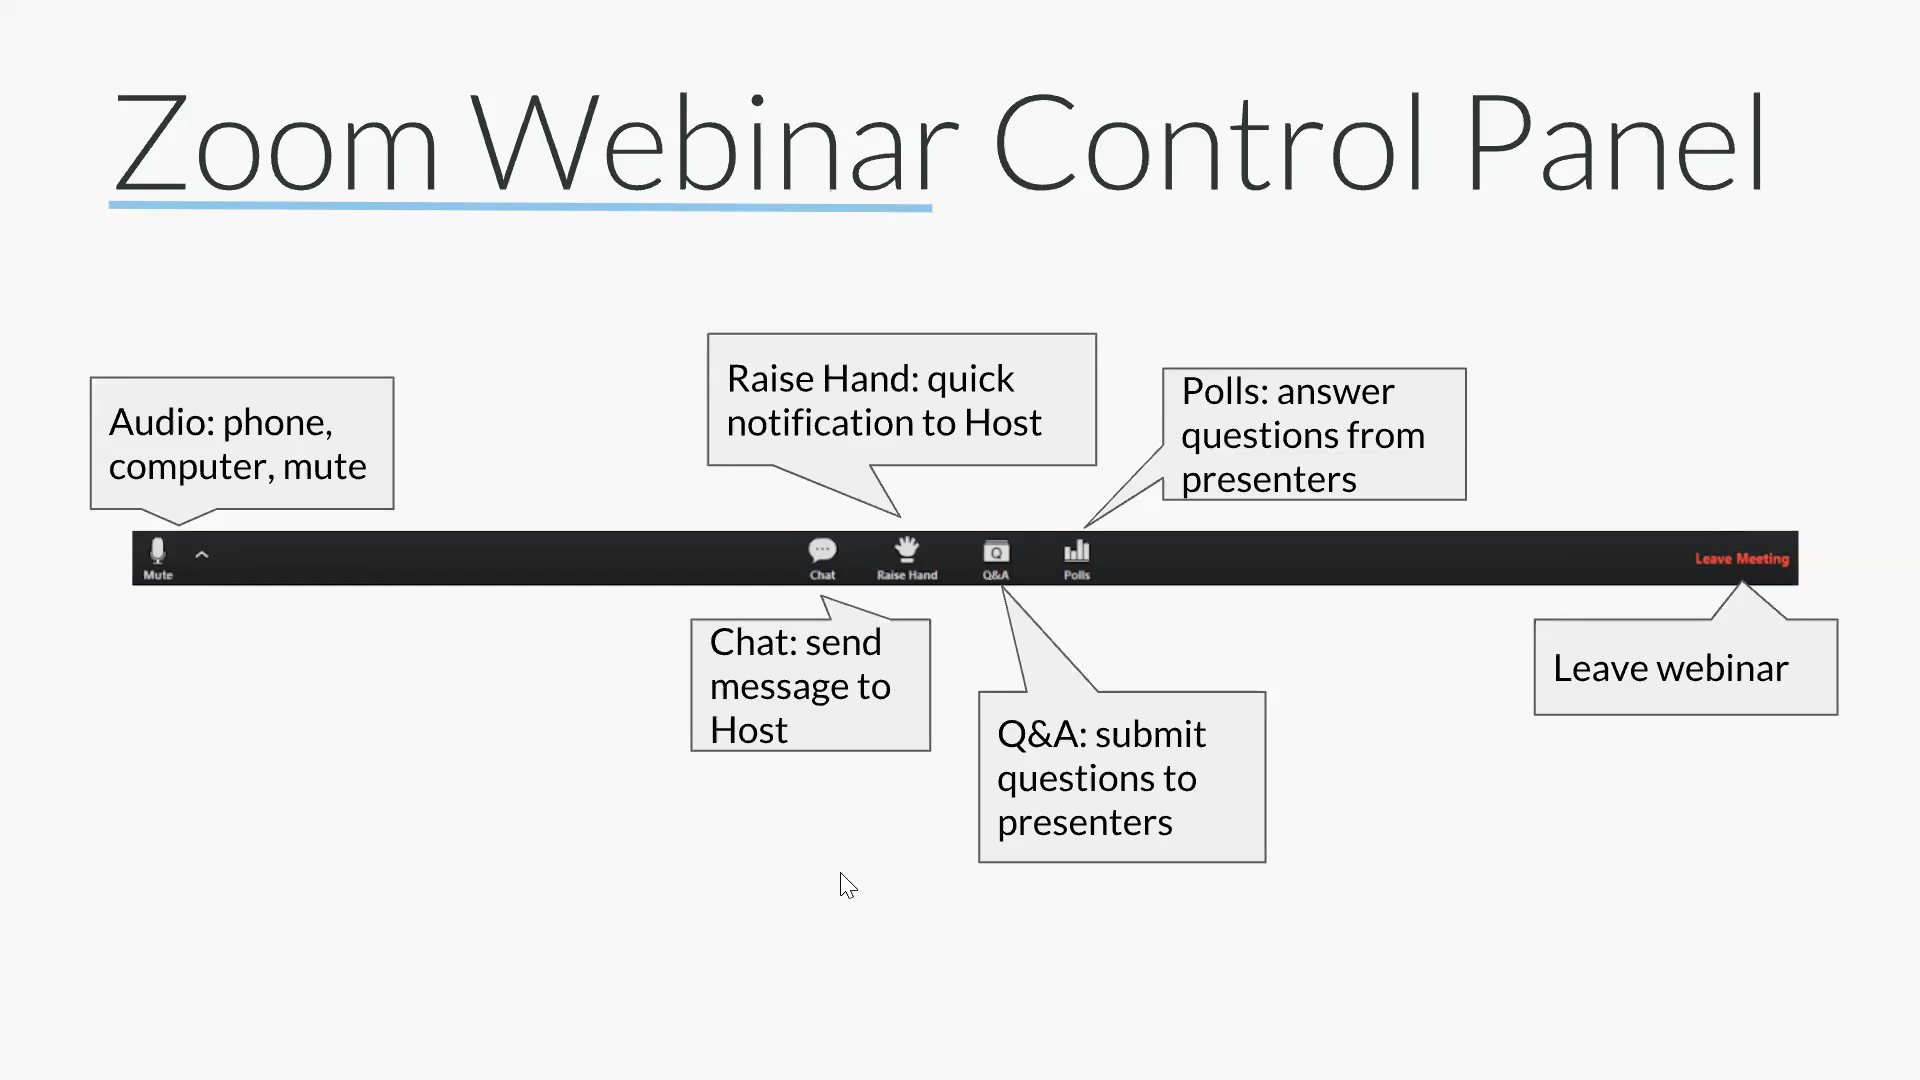 Zoom Webinar Control Panel
Raise Hand: quick
notification to Host
Polls: answer
questions from
presenters
Audio: phone,
computer, mute
Mute
Chat
Raise Hand
Q
Q&A
Polls
Leave Meeting
Chat: send
message to
Host
Leave webinar
Q&A: submit
questions to
presenters